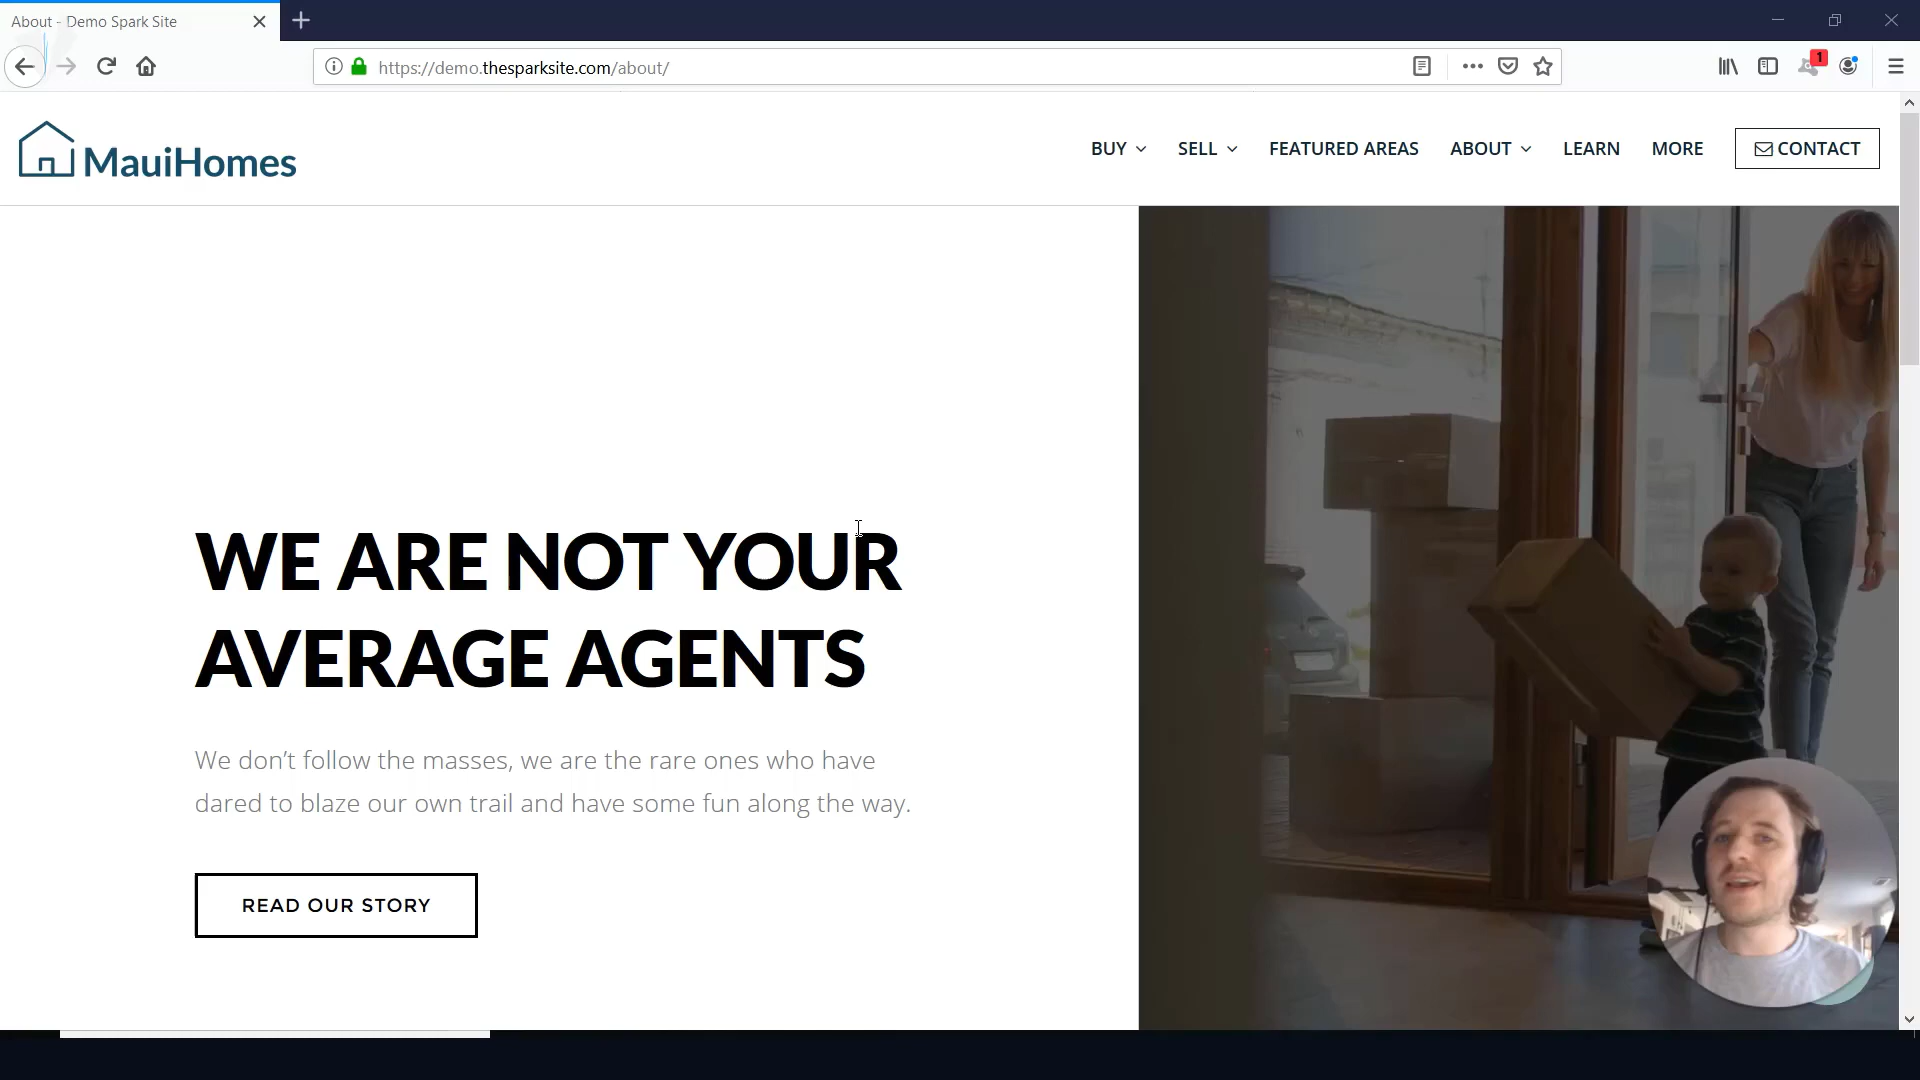 About - Demo Spark Site
https://demo.thesparksite.com/about/
1
MauiHomes
BUY
SELL
FEATURED AREAS
ABOUT
LEARN
MORE
CONTACT
WE ARE NOT YOUR
AVERAGE AGENTS
We don’t follow the masses, we are the rare ones who have
dared to blaze our own trail and have some fun along the way.
READ OUR STORY